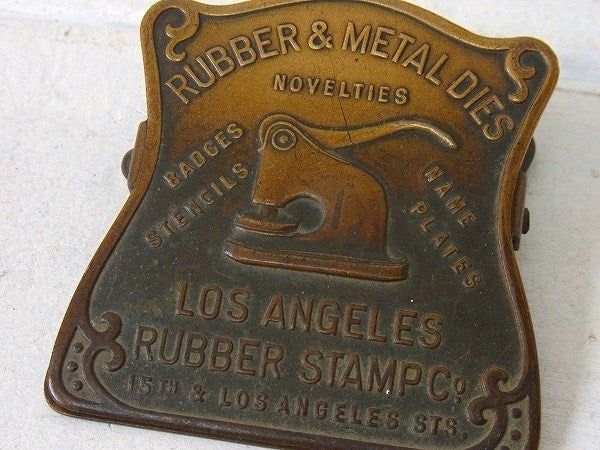 RUBBER & METAL DIES
NOVELTIES
BADGES
STENCILS
NAME
PLATES
LOS ANGELES
RUBBER STAMP Co.
15TH & LOS ANGELES STS.